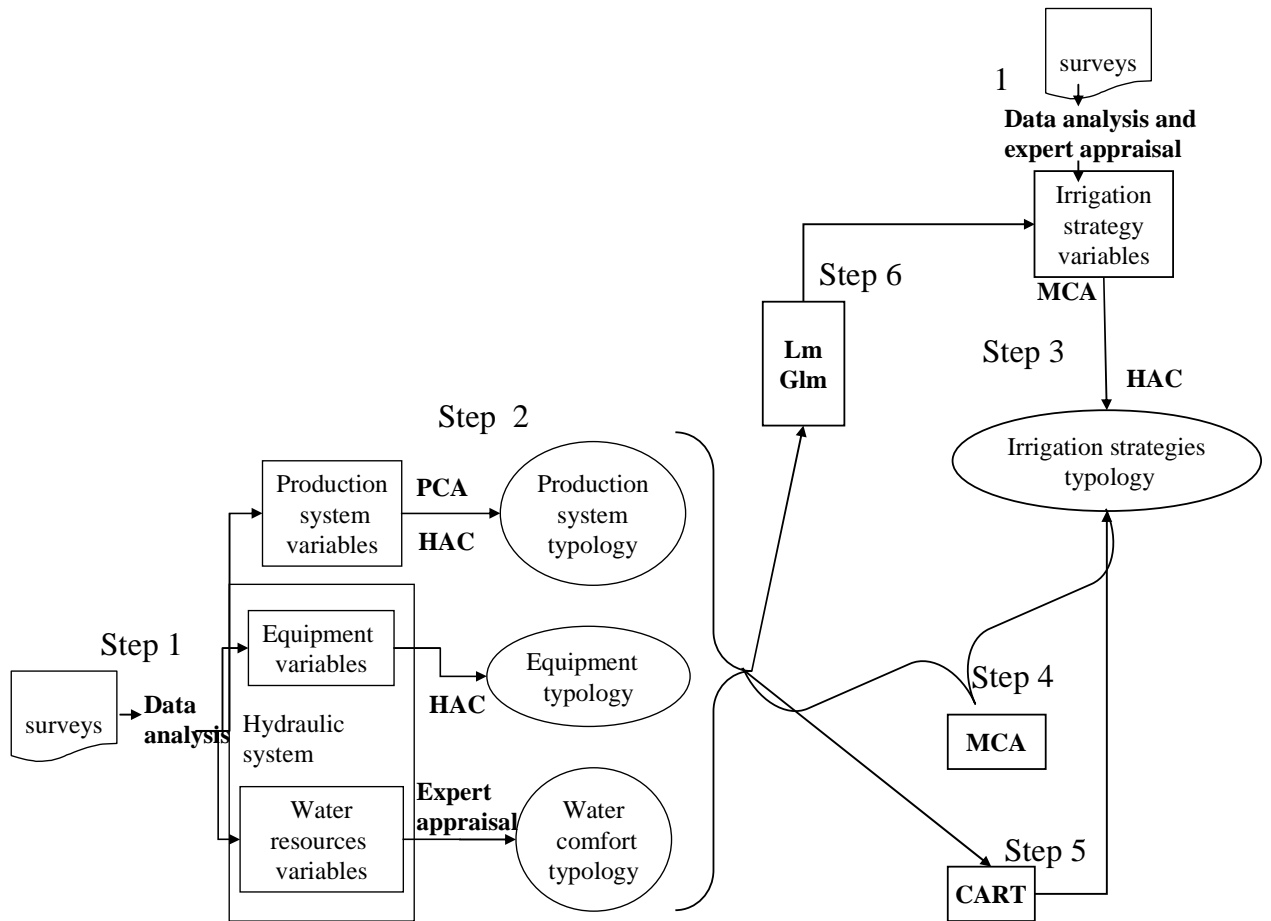 surveys
1
Data analysis and
expert appraisal
Irrigation
strategy
variables
MCA
Step 6
Step 3
Lm
Glm
HAC
Irrigation strategies
typology
Step 2
Production
system
variables
PCA
HAC
Production
system
typology
Step 1
Equipment
variables
HAC
Equipment
typology
surveys
Data
analysis
Hydraulic
system
Water
resources
variables
Expert
appraisal
Water
comfort
typology
Step 4
MCA
Step 5
CART